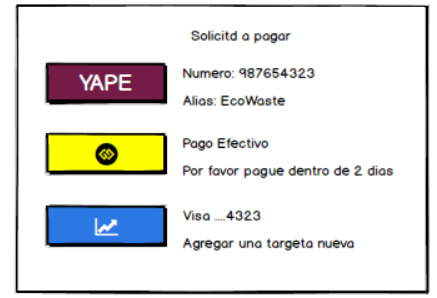 Solicitd a pagar
YAPE
Numero: 987654323
Alias: EcoWaste
Pago Efectivo
Por favor pague dentro de 2 dias
Visa ....4323
Agregar una targeta nueva